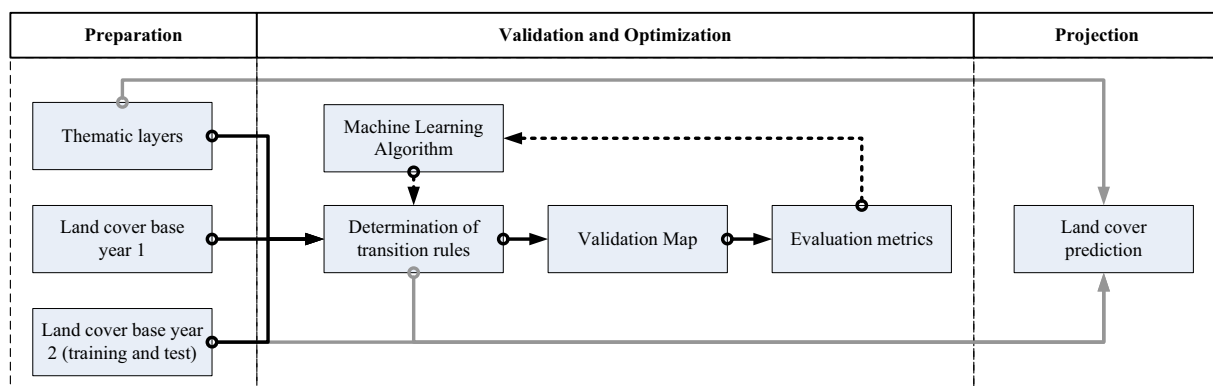 Preparation
Validation and Optimization
Projection
Thematic layers
Machine Learning
Algorithm
Land cover base
year 1
Determination of
transition rules
Validation Map
Evaluation metrics
Land cover
prediction
Land cover base year
2 (training and test)